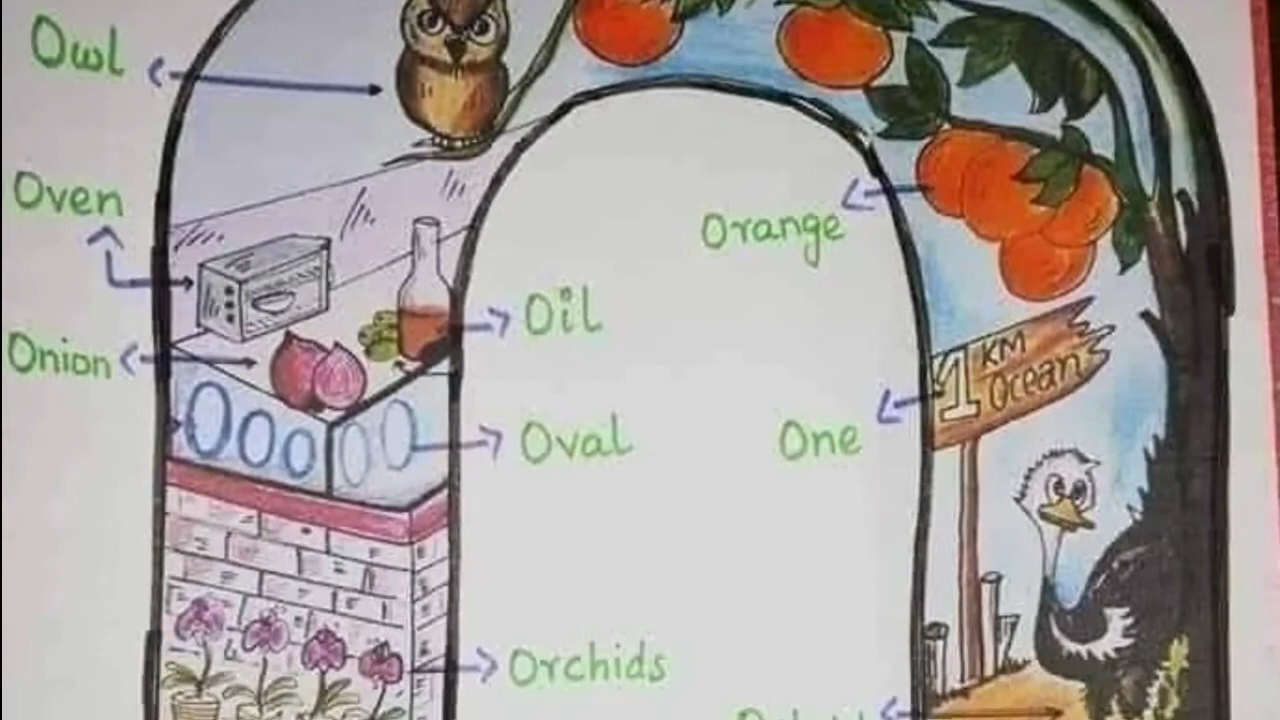 Owl
Oven
Orange
Oil
Onion
1 KM
Ocean
Oval
One
Orchids